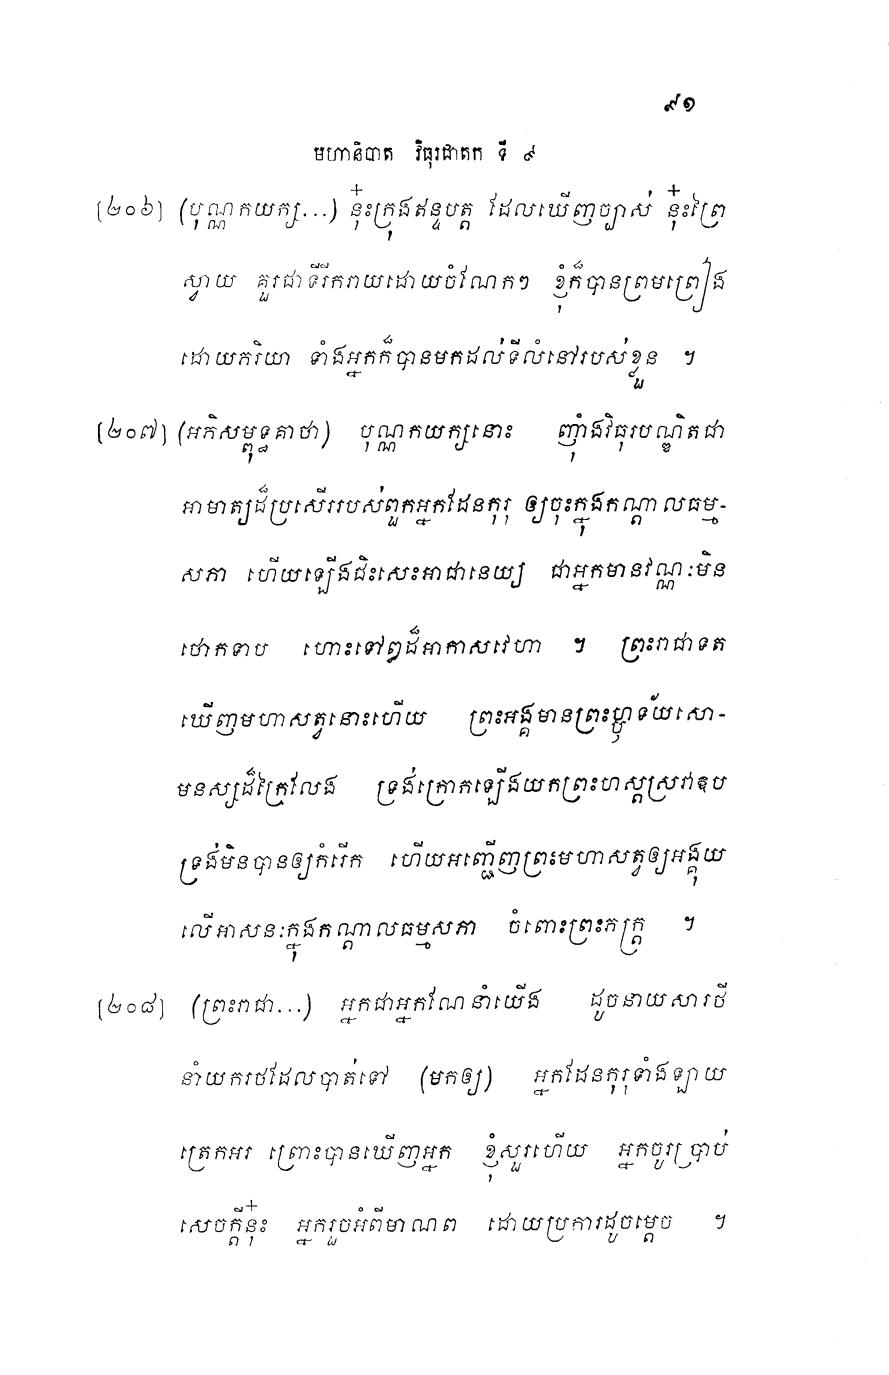 ៩១
មហានិបាត វិធុរជាតក ទី ៩
[២០៦] (បុណ្ណកយក្ស...) នុ៎ះក្រុងឥន្ទបត្ត ដែលឃើញច្បាស់ នុ៎ះព្រៃ
ស្វាយ គួរជាទីរីករាយដោយចំណែកៗ ខ្ញុំក៏បានព្រមព្រៀង
ដោយភរិយា ទាំងអ្នកក៏បានមកដល់ទីលំនៅរបស់ខ្លួន ។
[២០៧] (អភិសម្ពុទ្ធគាថា) បុណ្ណកយក្សនោះ ញុ៉ាំងវិធុរបណ្ឌិតជា
អាមាត្យដ៏ប្រសើររបស់ពួកអ្នកដែនកុរុ ឲ្យចុះក្នុងកណ្តាលធម្ម-
សភា ហើយឡើងជិះសេះអាជានេយ្យ ជាអ្នកមានវណ្ណៈមិន
ថោកទាប ហោះទៅឰដ៏អាកាសវេហា ។ ព្រះរាជាទត
ឃើញមហាសត្វនោះហើយ ព្រះអង្គមានព្រះហ្ឫទ័យសោ-
មនស្សដ៏ក្រៃលែង ទ្រង់ក្រោកឡើងយកព្រះហស្តស្រវាឱប
ទ្រង់មិនបានឲ្យកំរើក ហើយអញ្ជើញព្រះមហាសត្វឲ្យអង្គុយ
លើអាសនៈក្នុងកណ្តាលធម្មសភា ចំពោះព្រះភក្ត្រ ។
[២០៨] (ព្រះរាជា...) អ្នកជាអ្នកណែនាំយើង ដូចនាយសារថី
នាំយករថដែលបាត់ទៅ (មកឲ្យ) អ្នកដែនកុរុទាំងឡាយ
ត្រេកអរ ព្រោះបានឃើញអ្នក ខ្ញុំសួរហើយ អ្នកចូរប្រាប់
សេចក្តីនុ៎ះ អ្នករួចអំពីមាណព ដោយប្រការដូចម្តេច ។